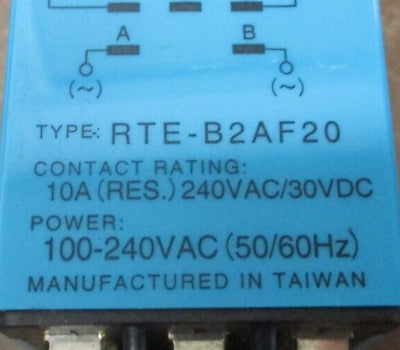 A B
(~) (~)
TYPE: RTE-B2AF20
CONTACT RATING:
10A (RES.) 240VAC/30VDC
POWER:
100-240VAC (50/60Hz)
MANUFACTURED IN TAIWAN